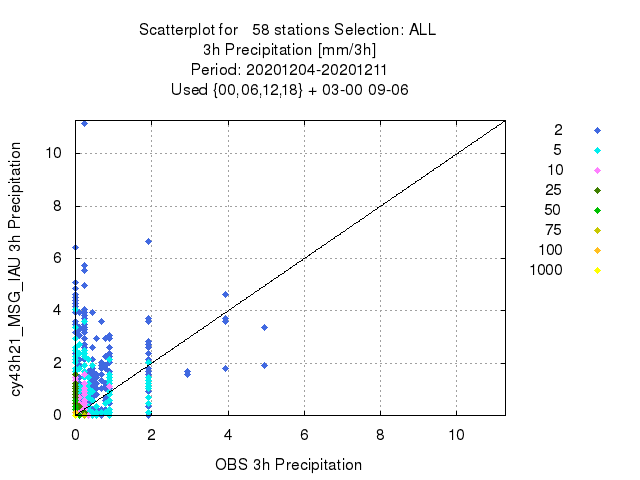 Scatterplot for 58 stations Selection: ALL
3h Precipitation [mm/3h]
Period: 20201204-20201211
Used {00,06,12,18} + 03-00 09-06
cy43h21_MSG_IAU 3h Precipitation
10
8
6
4
2
0
0 2 4 6 8 10
OBS 3h Precipitation
2
5
10
25
50
75
100
1000